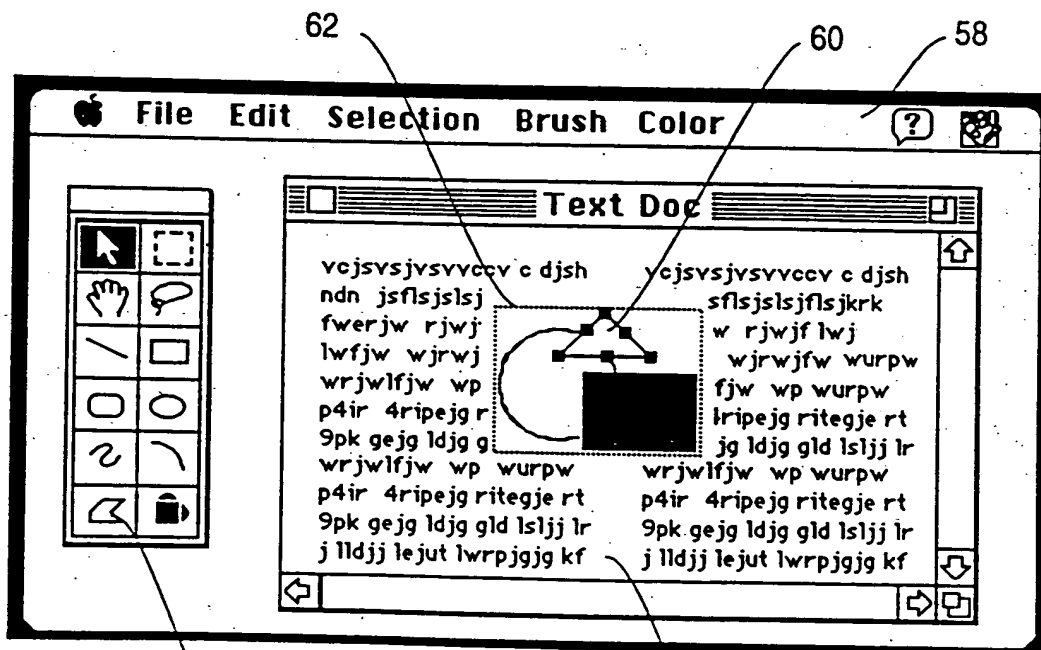 62
60
58
File Edit Selection Brush Color
?
Text Doc
vcjsvsjvsvvccv c djsh vcjsvsjvsvvccv c djsh
ndn jsflsjslsj sflsjslsjflsjkrk
fwerjw rjwj w rjwjf lwj
lwfjw wjrwj wjrwjfw wurpw
wrjwlfjw wp fjw wp wurpw
p4ir 4ripejg r lripejg ritegje rt
9pk gejg ldjg g jg ldjg gld lsljj lr
wrjwlfjw wp wurpw wrjwlfjw wp wurpw
p4ir 4ripejg ritegje rt p4ir 4ripejg ritegje rt
9pk gejg ldjg gld lsljj lr 9pk gejg ldjg gld lsljj lr
j lldjj lejut lwrpjgjg kf j lldjj lejut lwrpjgjg kf